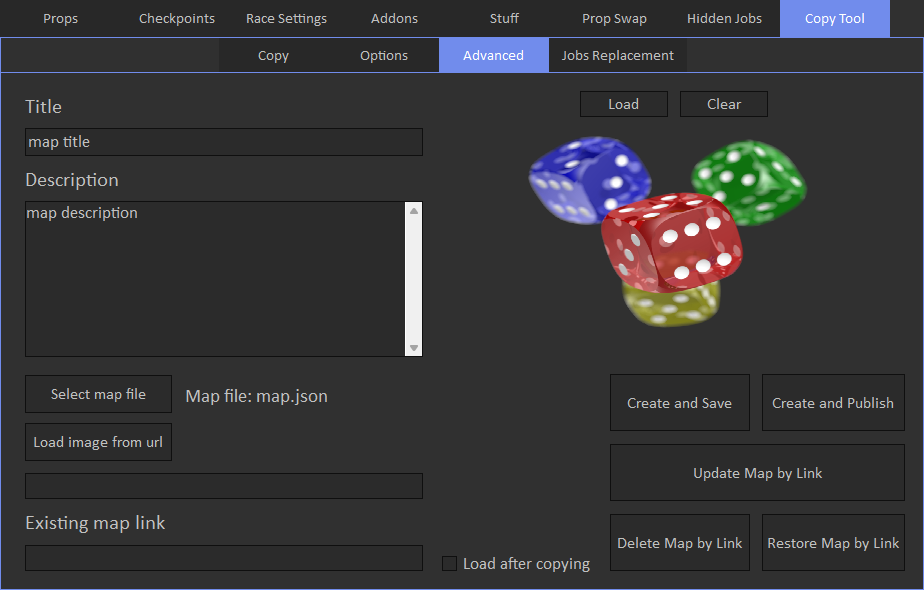 Props Checkpoints Race Settings Addons Stuff Prop Swap Hidden Jobs Copy Tool
Copy Options Advanced Jobs Replacement
Title
map title
Description
map description
Select map file
Map file: map.json
Load image from url
Existing map link
Load after copying
Load Clear
Create and Save Create and Publish
Update Map by Link
Delete Map by Link Restore Map by Link